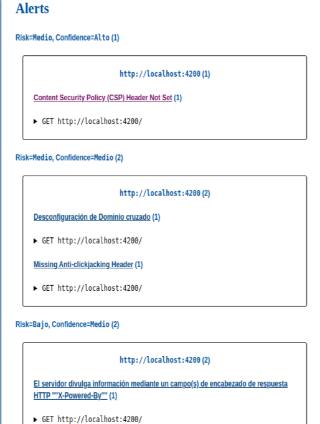 Alerts
Risk=Medio, Confidence=Alto (1)
http://localhost:4200 (1)
Content Security Policy (CSP) Header Not Set (1)
▶ GET http://localhost:4200/
Risk=Medio, Confidence=Medio (2)
http://localhost:4200 (2)
Desconfiguración de Dominio cruzado (1)
▶ GET http://localhost:4200/
Missing Anti-clickjacking Header (1)
▶ GET http://localhost:4200/
Risk=Bajo, Confidence=Medio (2)
http://localhost:4200 (2)
El servidor divulga información mediante un campo(s) de encabezado de respuesta
HTTP ""X-Powered-By"" (1)
▶ GET http://localhost:4200/